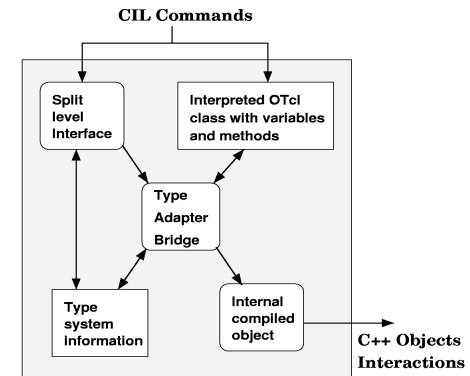 CIL Commands
Split
level
Interface
Interpreted OTcl
class with variables
and methods
Type
Adapter
Bridge
Type
system
information
Internal
compiled
object
C++ Objects
Interactions